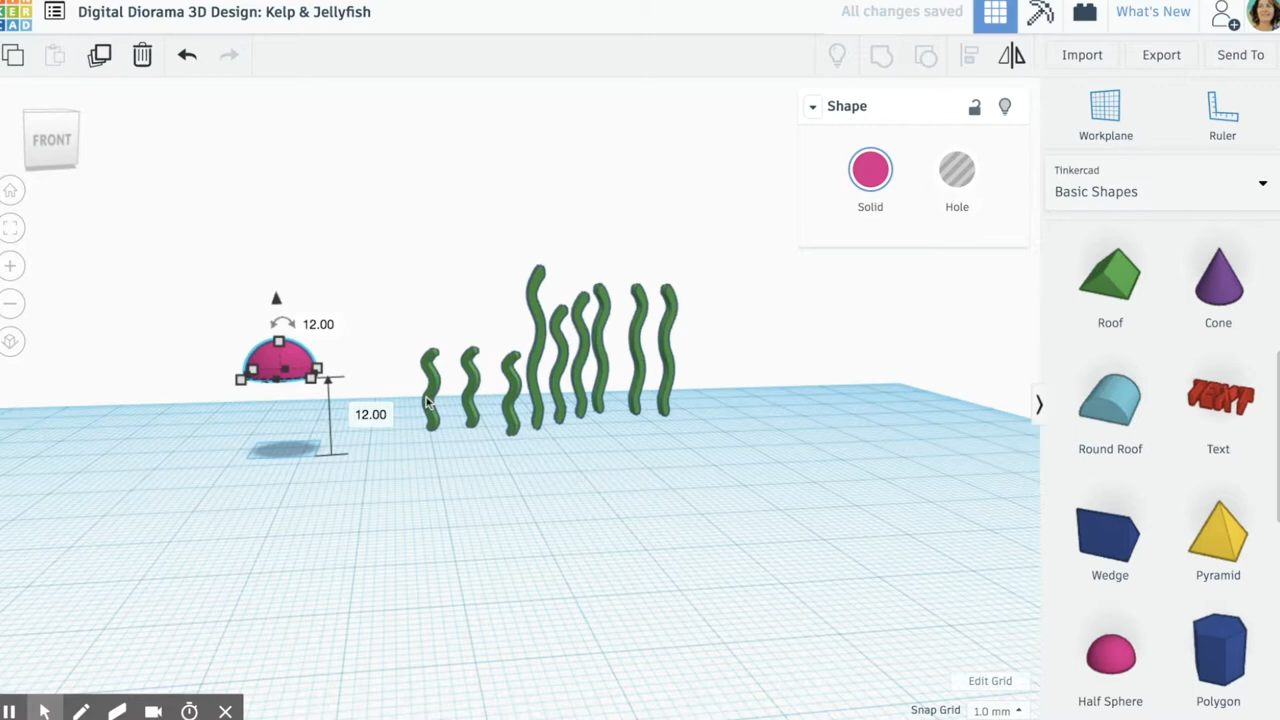 KER
CAD
Digital Diorama 3D Design: Kelp & Jellyfish
All changes saved
What's New
Import
Export
Send To
FRONT
Shape
Solid
Hole
Workplane
Ruler
Tinkercad
Basic Shapes
12.00
12.00
Roof
Cone
Round Roof
TEXT
Text
Wedge
Pyramid
Half Sphere
Polygon
Edit Grid
Snap Grid
1.0 mm